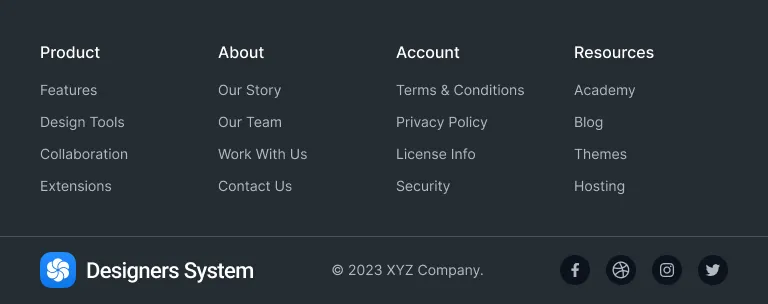 Product
Features
Design Tools
Collaboration
Extensions
About
Our Story
Our Team
Work With Us
Contact Us
Account
Terms & Conditions
Privacy Policy
License Info
Security
Resources
Academy
Blog
Themes
Hosting
Designers System
© 2023 XYZ Company.